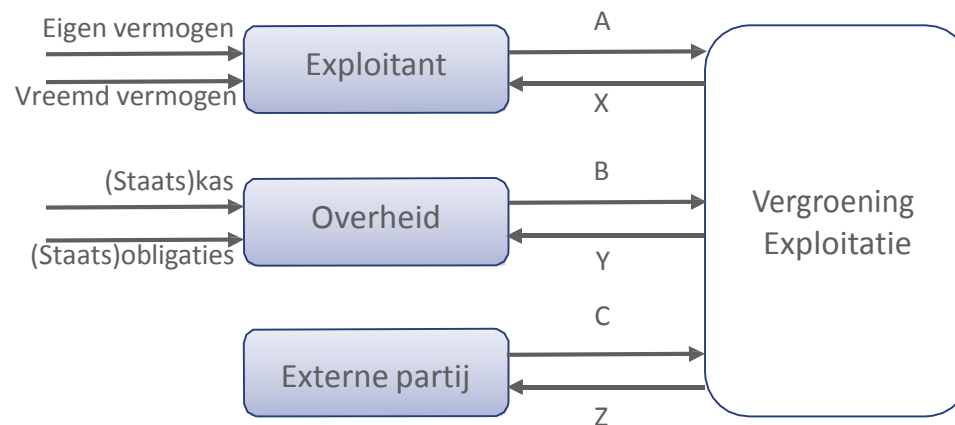 Eigen vermogen
Vreemd vermogen
Exploitant
A
X
(Staats)kas
(Staats)obligaties
Overheid
B
Y
Externe partij
C
Z
Vergroening
Exploitatie